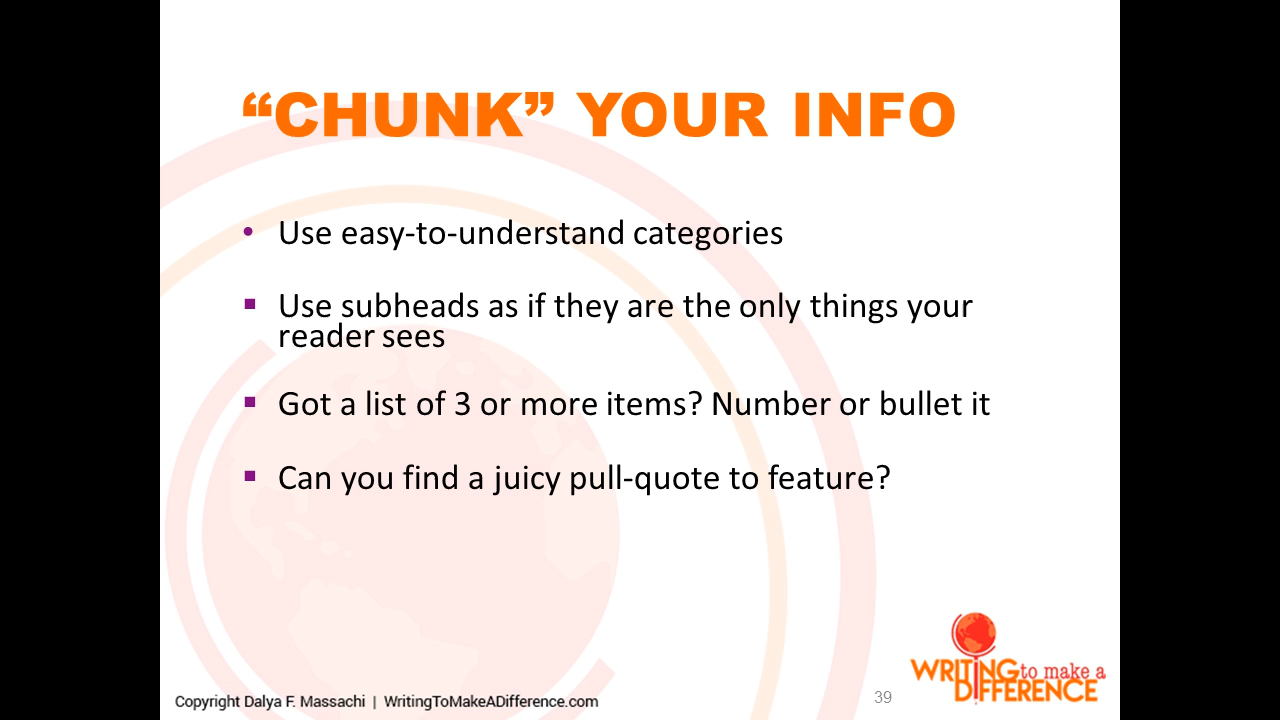 “CHUNK” YOUR INFO
• Use easy-to-understand categories
▪ Use subheads as if they are the only things your
reader sees
▪ Got a list of 3 or more items? Number or bullet it
▪ Can you find a juicy pull-quote to feature?
WRITING to make a
DIFFERENCE
Copyright Dalya F. Massachi | WritingToMakeADifference.com
39